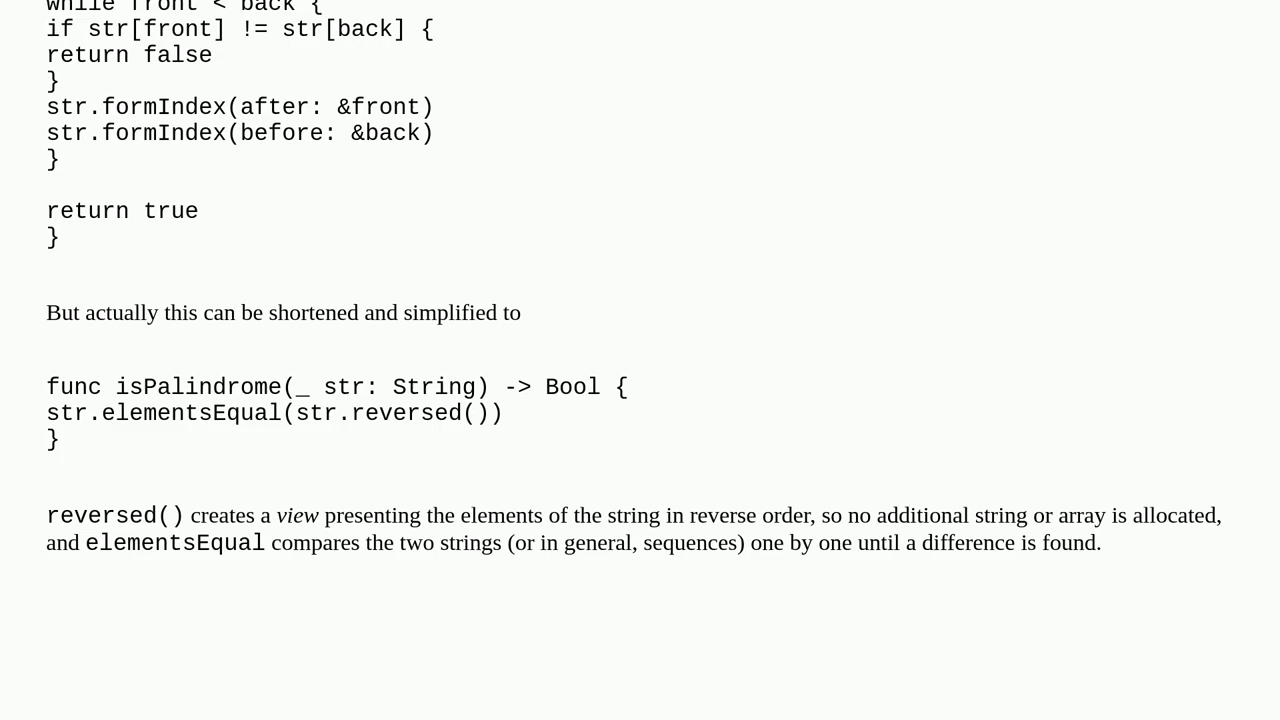 while front < back {
if str[front] != str[back] {
return false
}
str.formIndex(after: &front)
str.formIndex(before: &back)
}
return true
}
But actually this can be shortened and simplified to
func isPalindrome(_ str: String) -> Bool {
str.elementsEqual(str.reversed())
}
reversed() creates a view presenting the elements of the string in reverse order, so no additional string or array is allocated,
and elementsEqual compares the two strings (or in general, sequences) one by one until a difference is found.